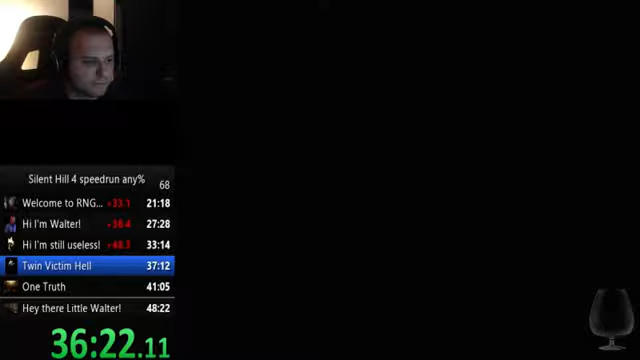 Silent Hill 4 speedrun any%
68
Welcome to RNG... +33.1 21:18
Hi I'm Walter! +38.4 27:28
Hi I'm still useless! +48.3 33:14
Twin Victim Hell 37:12
One Truth 41:05
Hey there Little Walter! 48:22
36:22.11